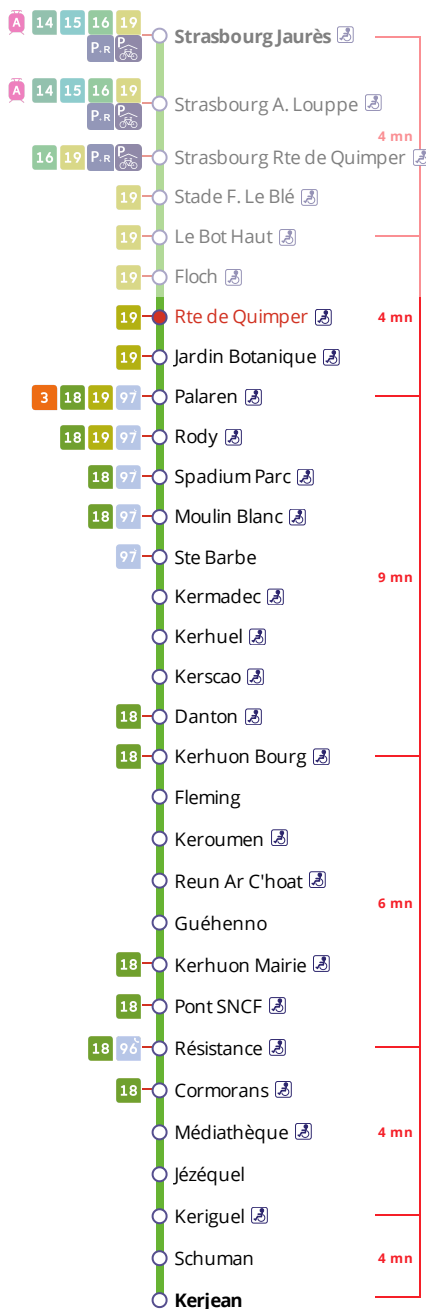 A 14 15 16 19
P+R P
Strasbourg Jaurès
A 14 15 16 19
P+R P
Strasbourg A. Louppe
4 mn
16 19 P+R P
Strasbourg Rte de Quimper
19 Stade F. Le Blé
19 Le Bot Haut
19 Floch
19 Rte de Quimper 4 mn
19 Jardin Botanique
3 18 19 97 Palaren
18 19 97 Rody
18 97 Spadium Parc
18 97 Moulin Blanc
97 Ste Barbe
9 mn
Kermadec
Kerhuel
Kerscao
18 Danton
18 Kerhuon Bourg
Fleming
Keroumen
Reun Ar C'hoat
6 mn
Guéhenno
18 Kerhuon Mairie
18 Pont SNCF
18 96 Résistance
18 Cormorans
Médiathèque 4 mn
Jézéquel
Keriguel
Schuman 4 mn
Kerjean